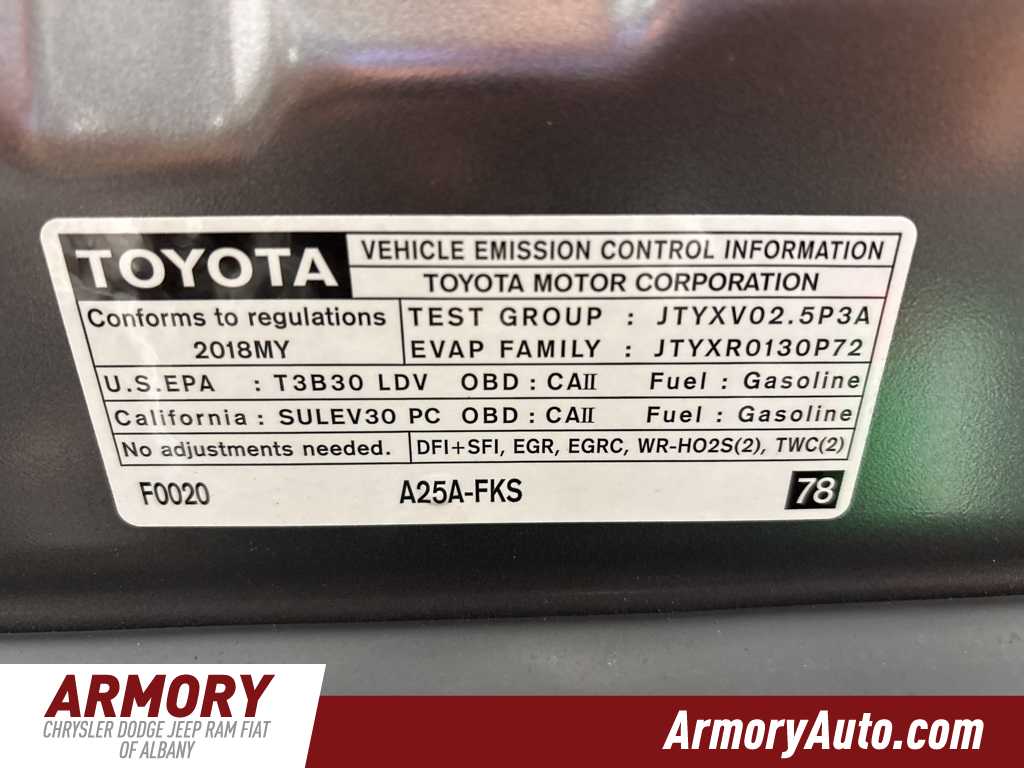 TOYOTA
VEHICLE EMISSION CONTROL INFORMATION
TOYOTA MOTOR CORPORATION
Conforms to regulations
2018MY
TEST GROUP : JTYXV02.5P3A
EVAP FAMILY : JTYXR0130P72
U.S.EPA : T3B30 LDV OBD : CAII Fuel : Gasoline
California : SULEV30 PC OBD : CAII Fuel : Gasoline
No adjustments needed. DFI+SFI, EGR, EGRC, WR-HO2S(2), TWC(2)
F0020 A25A-FKS 78
ARMORY
CHRYSLER DODGE JEEP RAM FIAT
OF ALBANY
ArmoryAuto.com